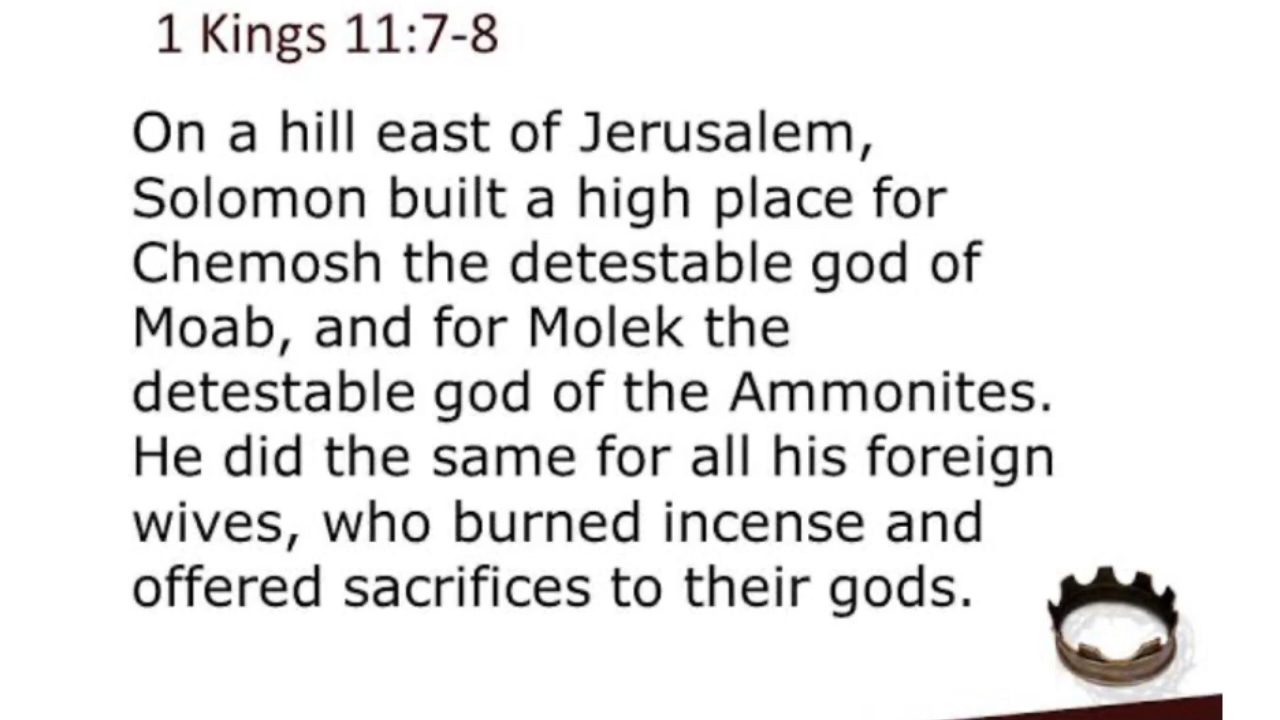 1 Kings 11:7-8
On a hill east of Jerusalem,
Solomon built a high place for
Chemosh the detestable god of
Moab, and for Molek the
detestable god of the Ammonites.
He did the same for all his foreign
wives, who burned incense and
offered sacrifices to their gods.